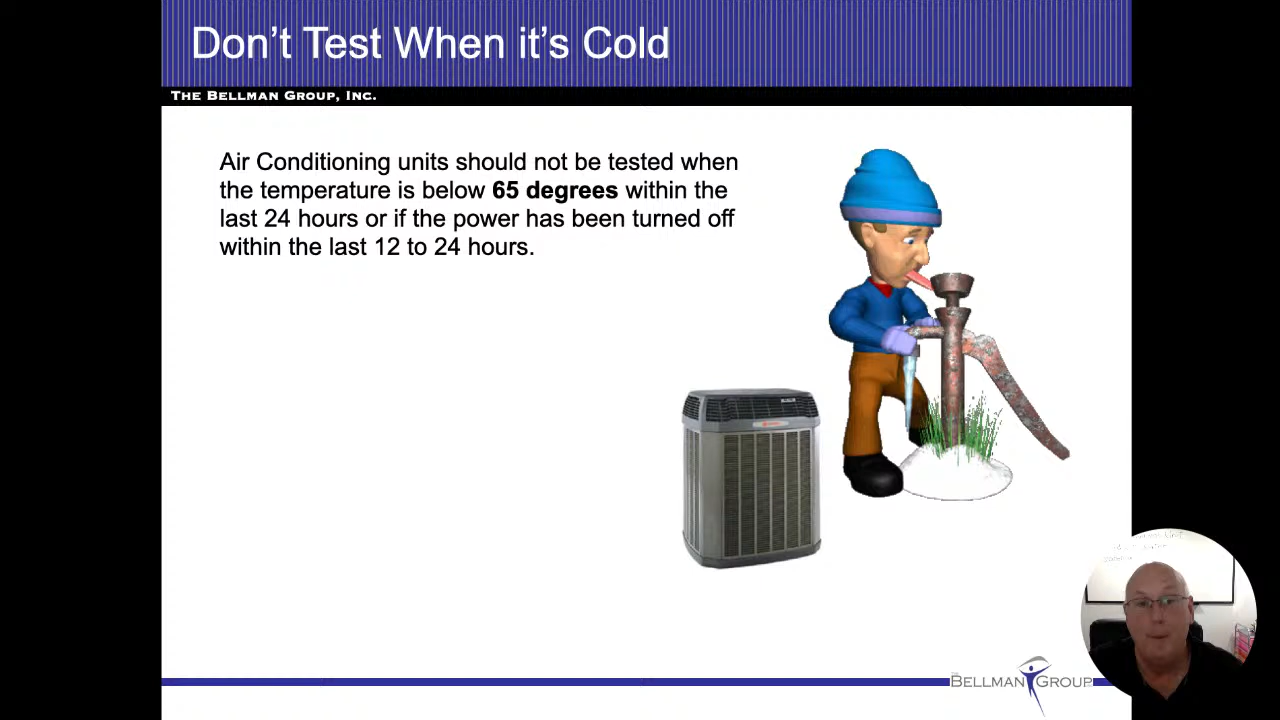 Don't Test When it's Cold
The Bellman Group, Inc.
Air Conditioning units should not be tested when
the temperature is below 65 degrees within the
last 24 hours or if the power has been turned off
within the last 12 to 24 hours.
THE
BELLMAN GROUP